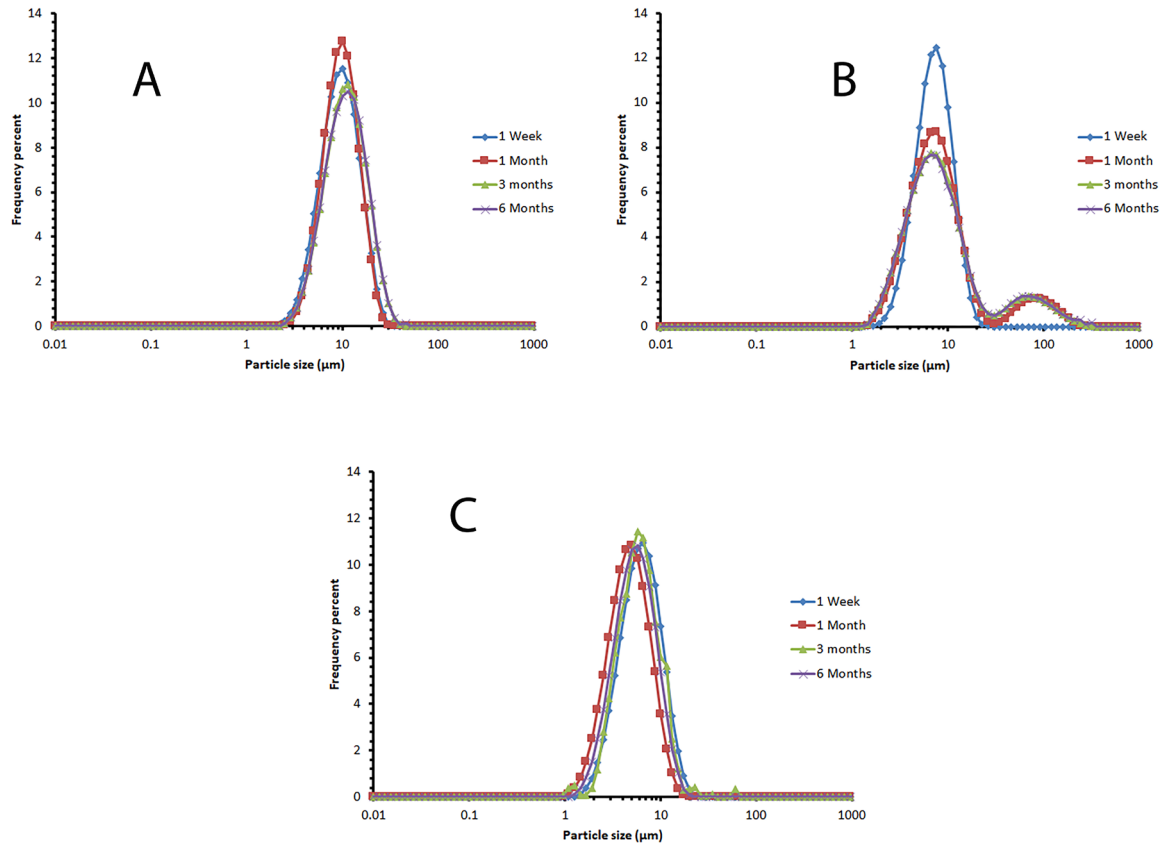 14
12
10
8
6
4
2
0
Frequency percent
A
1 Week
1 Month
3 months
6 Months
0.01 0.1 1 10 100 1000
Particle size (µm)
14
12
10
8
6
4
2
0
Frequency percent
B
1 Week
1 Month
3 months
6 Months
0.01 0.1 1 10 100 1000
Particle size (µm)
14
12
10
8
6
4
2
0
Frequency percent
C
1 Week
1 Month
3 months
6 Months
0.01 0.1 1 10 100 1000
Particle size (µm)